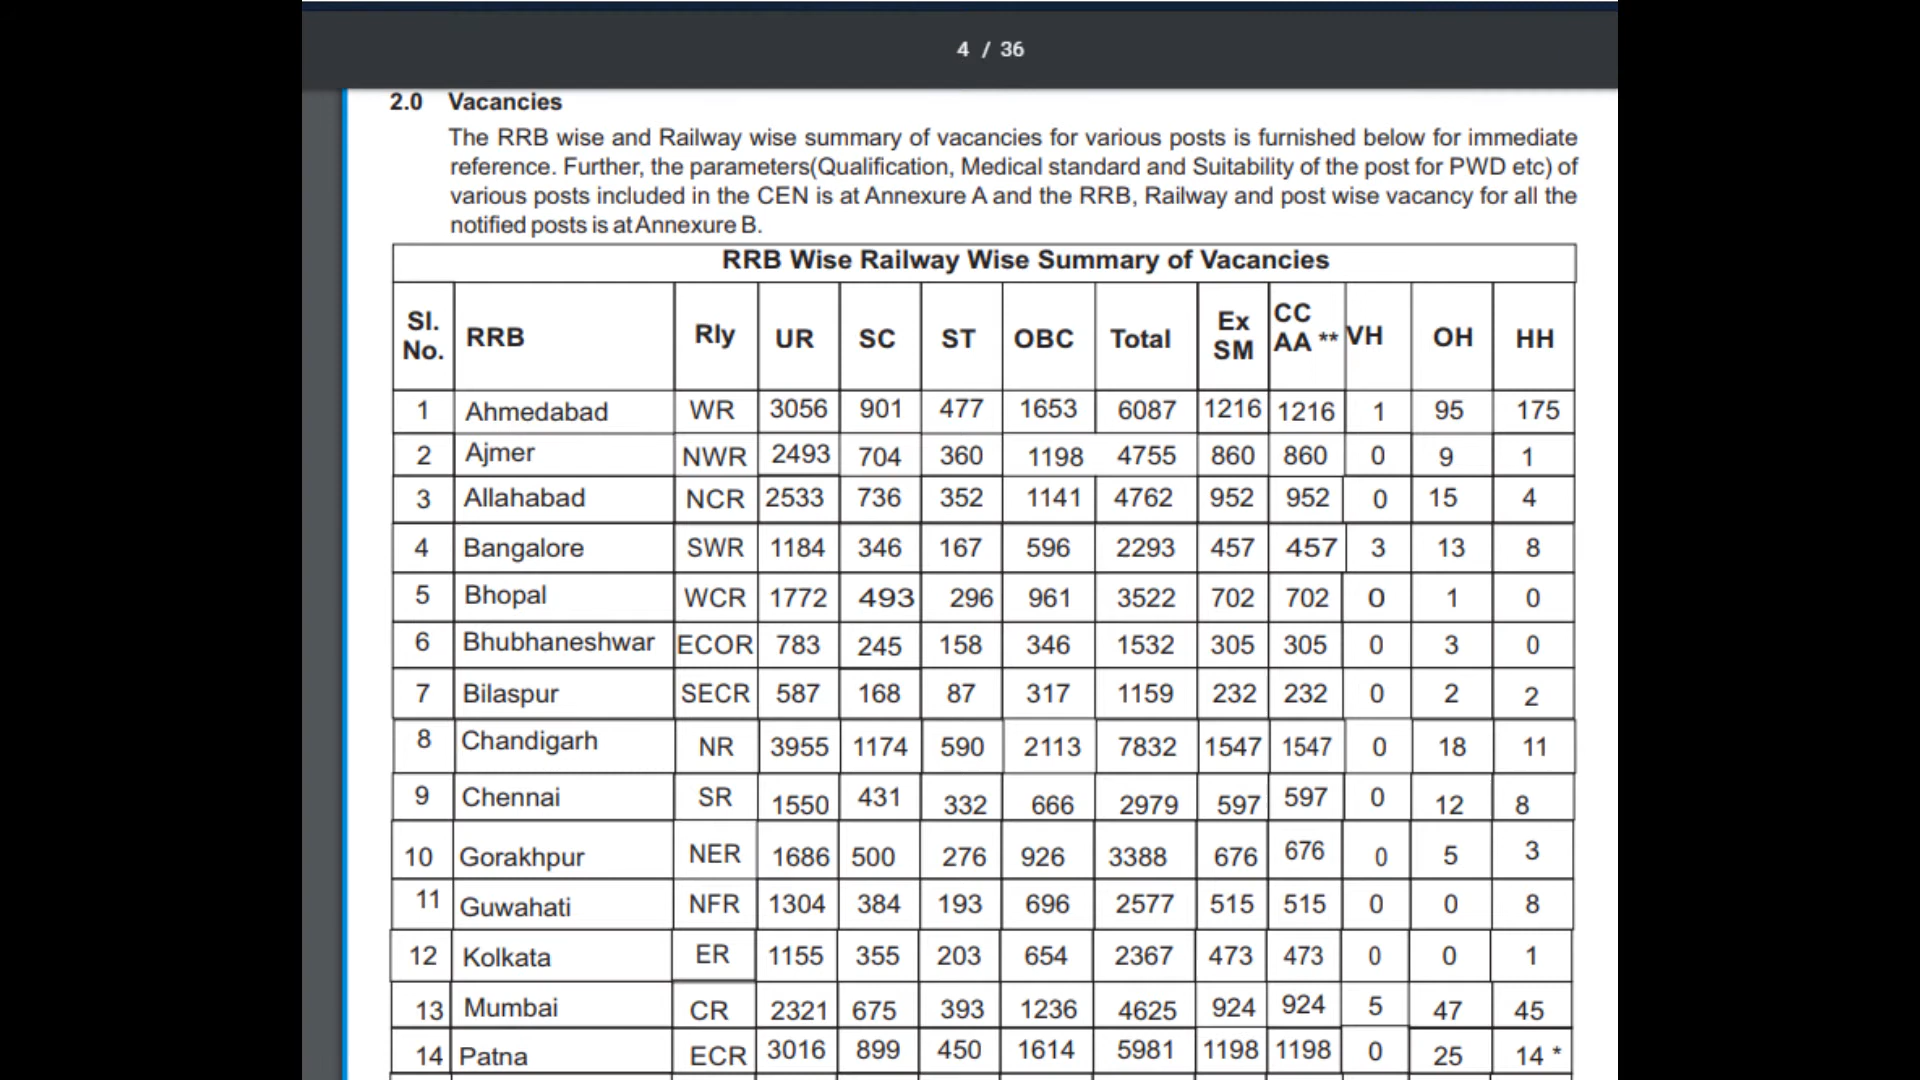 4 / 36
2.0 Vacancies
The RRB wise and Railway wise summary of vacancies for various posts is furnished below for immediate
reference. Further, the parameters(Qualification, Medical standard and Suitability of the post for PWD etc) of
various posts included in the CEN is at Annexure A and the RRB, Railway and post wise vacancy for all the
notified posts is at Annexure B.
RRB Wise Railway Wise Summary of Vacancies
Sl. No. RRB Rly UR SC ST OBC Total Ex SM CC AA ** VH OH HH
1 Ahmedabad WR 3056 901 477 1653 6087 1216 1216 1 95 175
2 Ajmer NWR 2493 704 360 1198 4755 860 860 0 9 1
3 Allahabad NCR 2533 736 352 1141 4762 952 952 0 15 4
4 Bangalore SWR 1184 346 167 596 2293 457 457 3 13 8
5 Bhopal WCR 1772 493 296 961 3522 702 702 0 1 0
6 Bhubhaneshwar ECOR 783 245 158 346 1532 305 305 0 3 0
7 Bilaspur SECR 587 168 87 317 1159 232 232 0 2 2
8 Chandigarh NR 3955 1174 590 2113 7832 1547 1547 0 18 11
9 Chennai SR 1550 431 332 666 2979 597 597 0 12 8
10 Gorakhpur NER 1686 500 276 926 3388 676 676 0 5 3
11 Guwahati NFR 1304 384 193 696 2577 515 515 0 0 8
12 Kolkata ER 1155 355 203 654 2367 473 473 0 0 1
13 Mumbai CR 2321 675 393 1236 4625 924 924 5 47 45
14 Patna ECR 3016 899 450 1614 5981 1198 1198 0 25 14 *